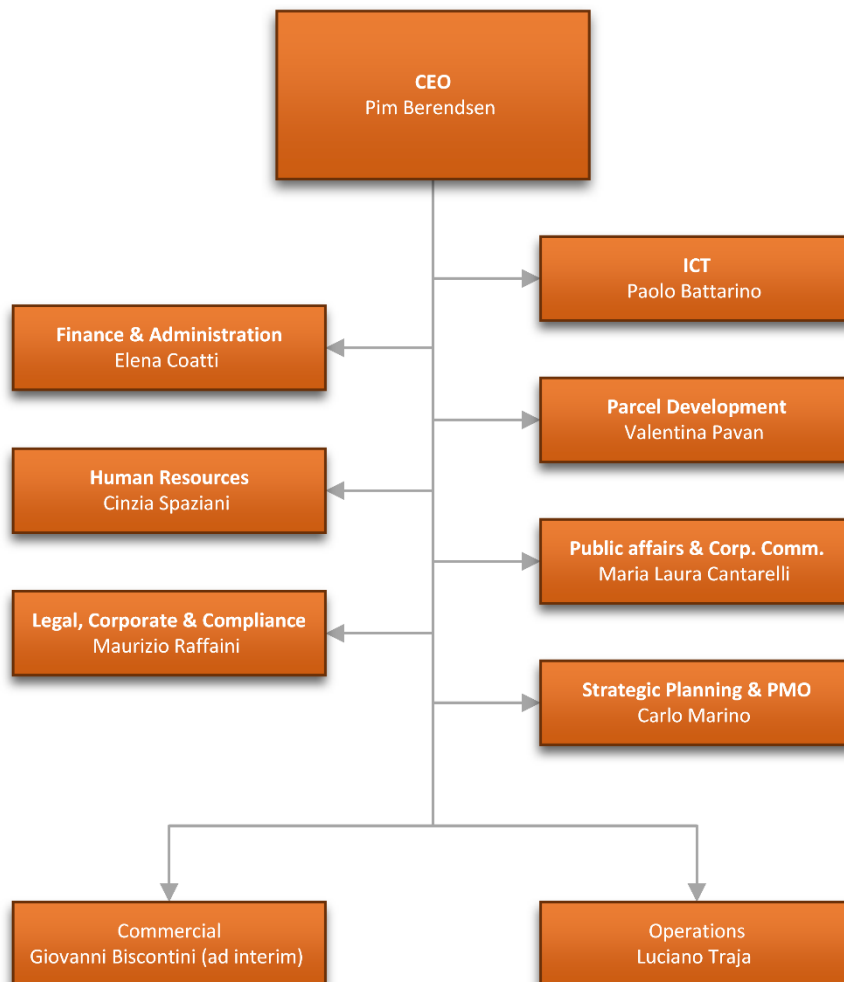 CEO
Pim Berendsen
ICT
Paolo Battarino
Finance & Administration
Elena Coatti
Parcel Development
Valentina Pavan
Human Resources
Cinzia Spaziani
Public affairs & Corp. Comm.
Maria Laura Cantarelli
Legal, Corporate & Compliance
Maurizio Raffaini
Strategic Planning & PMO
Carlo Marino
Commercial
Giovanni Biscontini (ad interim)
Operations
Luciano Traja